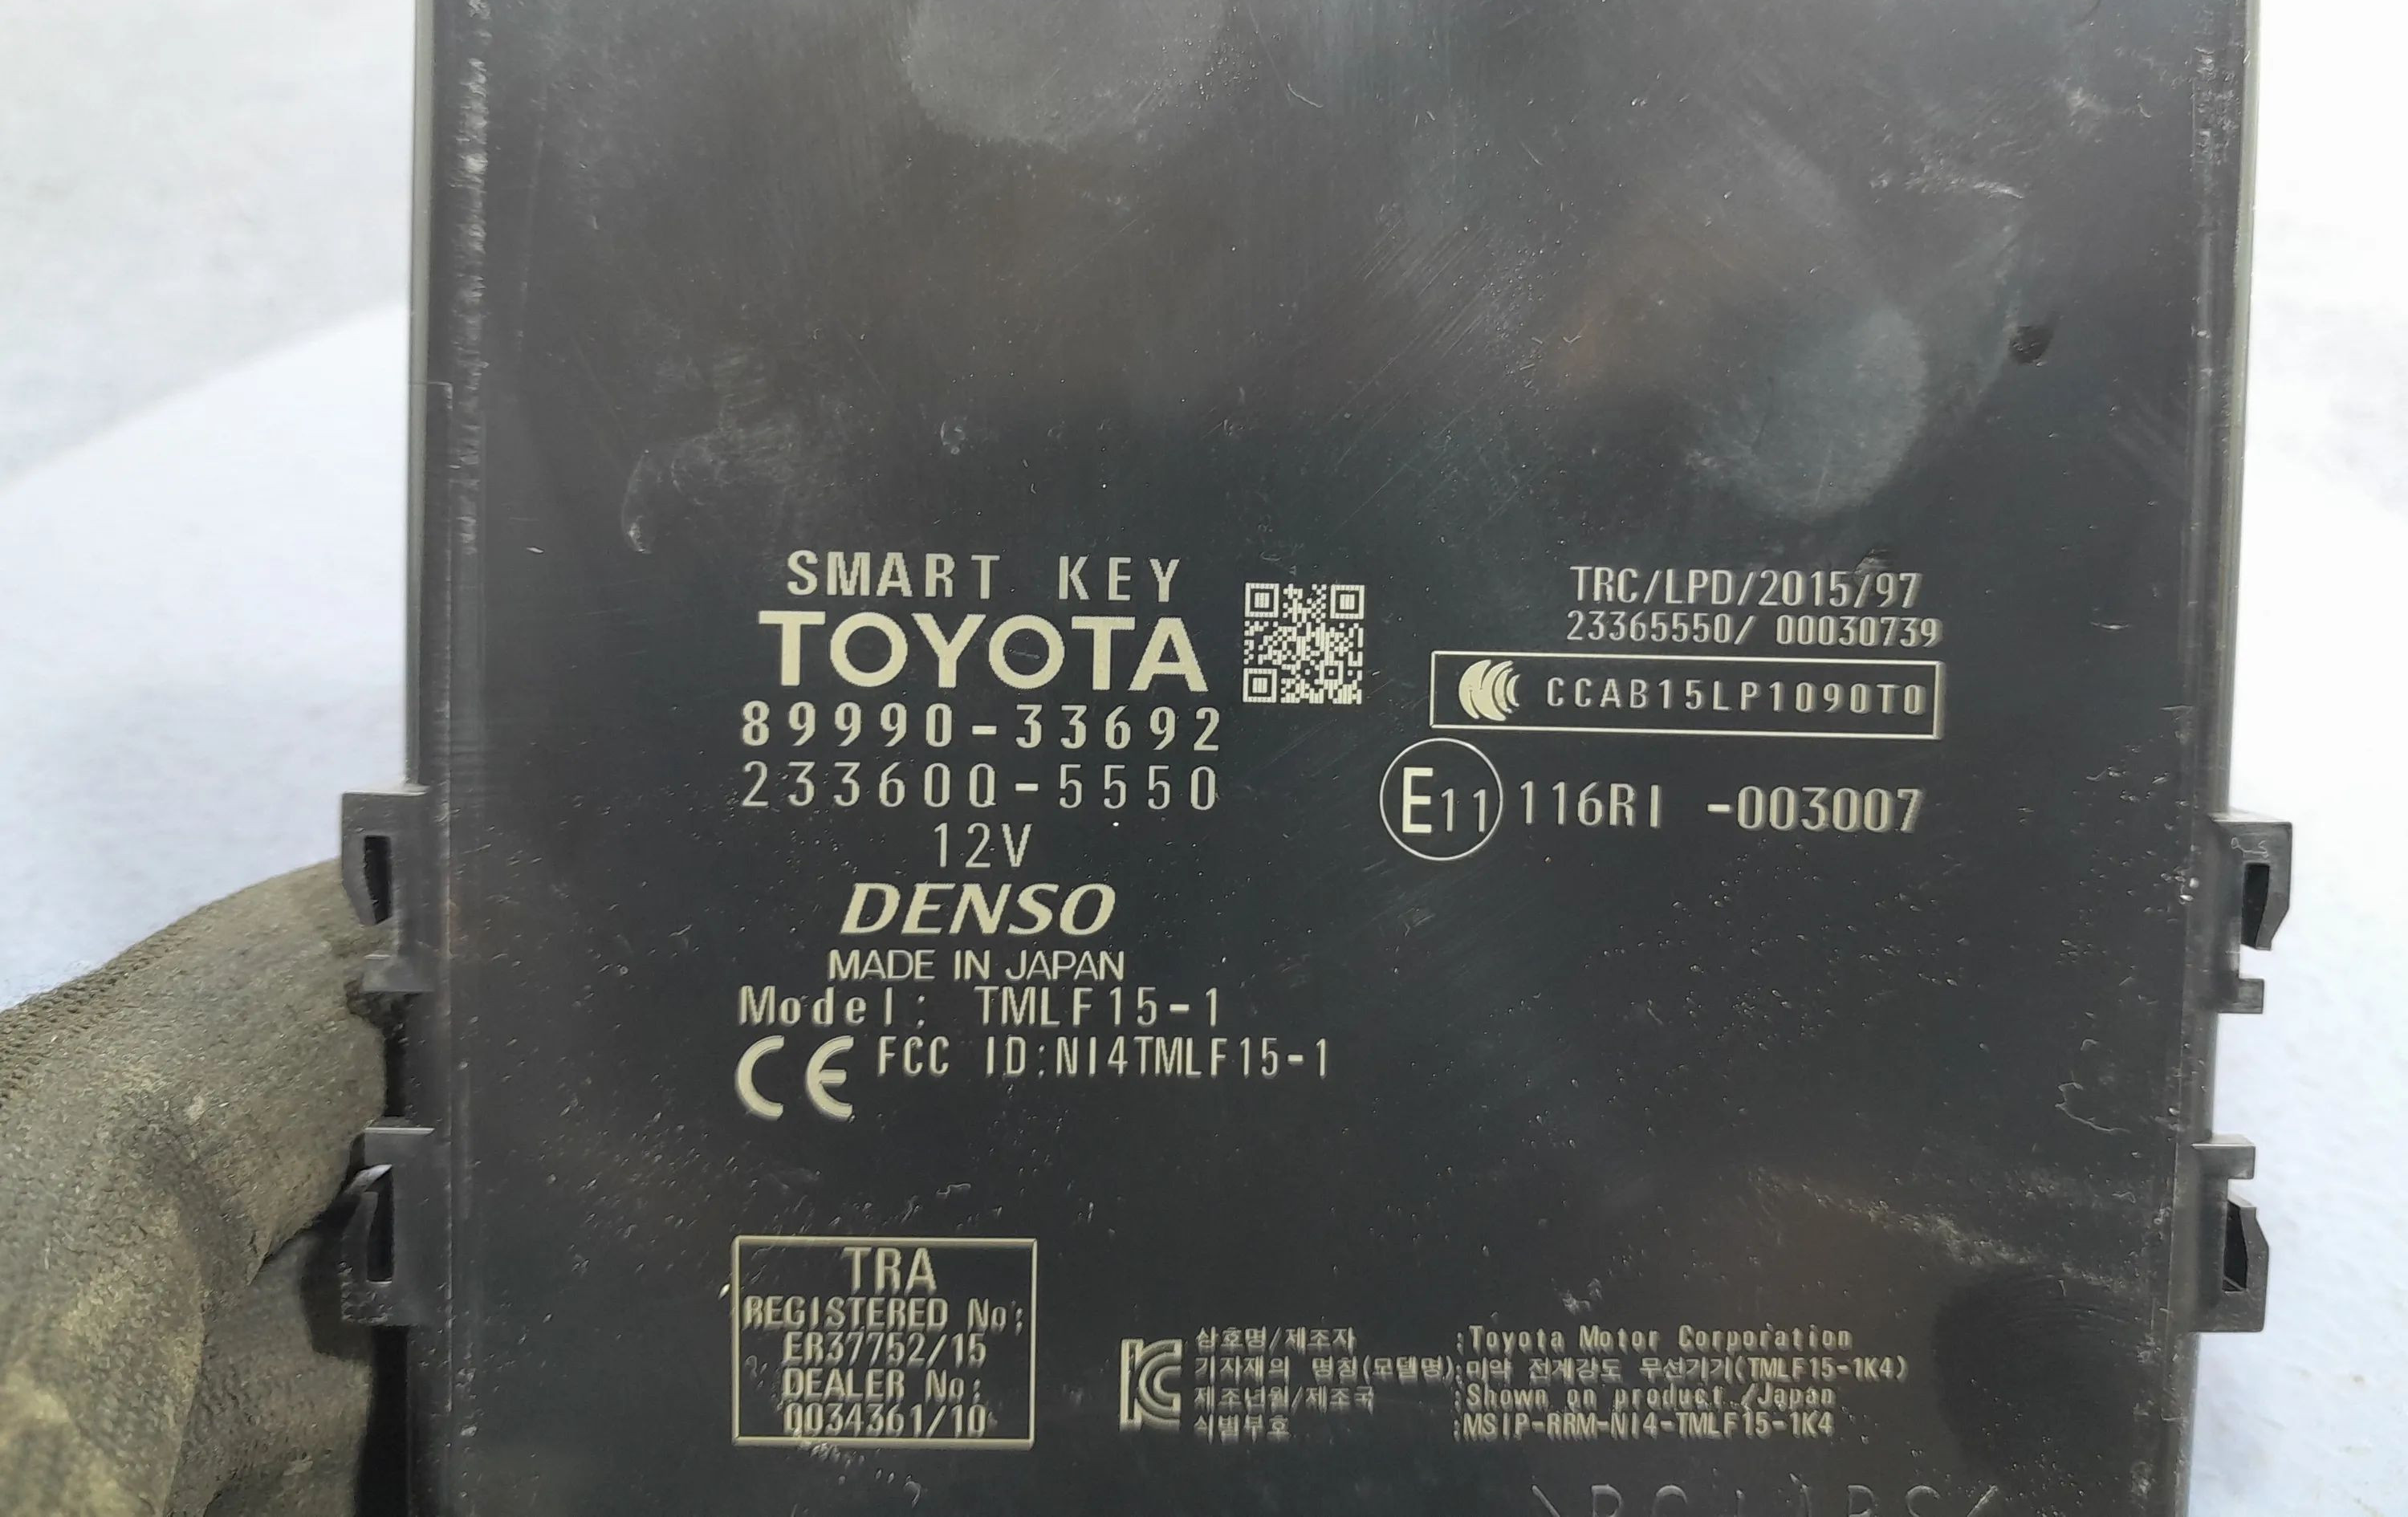 SMART KEY
TOYOTA
89990-33692
233600-5550
12V
DENSO
MADE IN JAPAN
Model: TMLF15-1
CE FCC ID:NI4TMLF15-1
TRC/LPD/2015/97
23365550/ 00030739
CCAB15LP1090T0
E11 116RI -003007
TRA
REGISTERED No:
ER37752/15
DEALER No:
0034361/10
상호명/제조자 :Toyota Motor Corporation
기자재의 명칭(모델명):미약 전계강도 무선기기(TMLF15-1K4)
제조년월/제조국 :Shown on product /Japan
식별부호 :MSIP-RRM-NI4-TMLF15-1K4